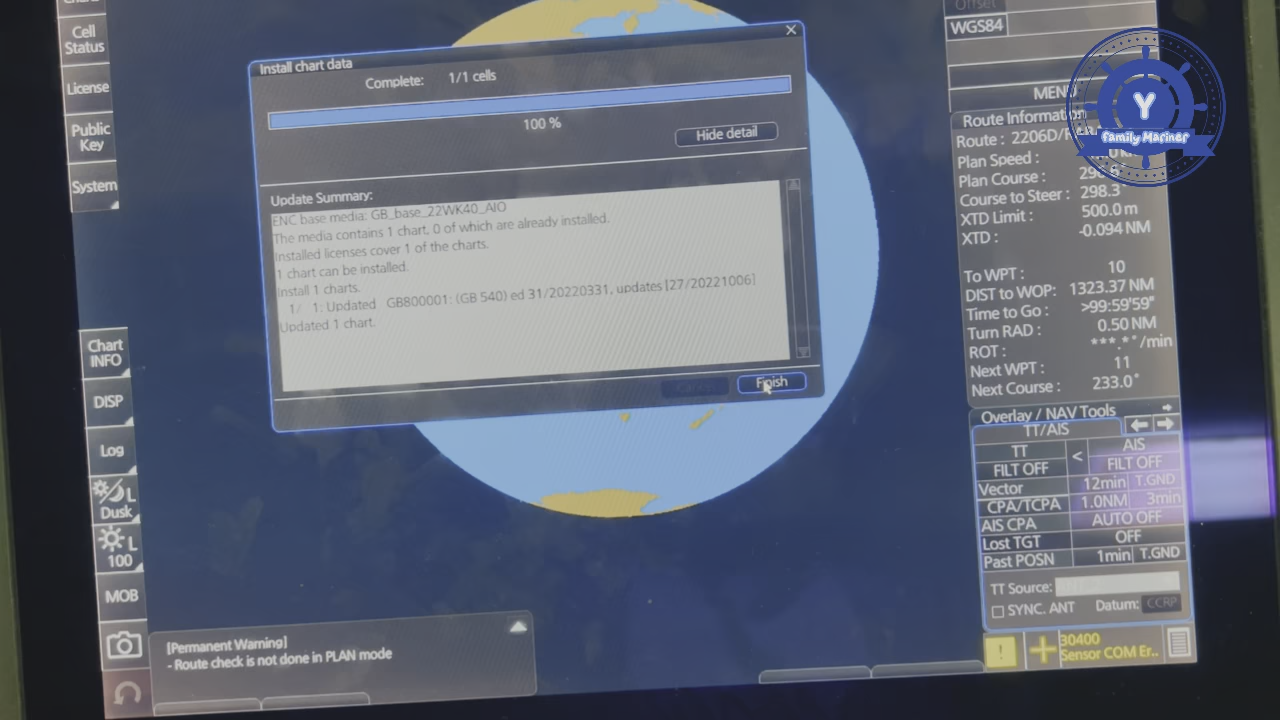 Cell
Status
License
Public
Key
System
Chart
INFO
DISP
Log
L
Dusk
L
100
MOB
Install chart data
Complete: 1/1 cells
100 %
Hide detail
Update Summary:
ENC base media: GB_base_22WK40_AIO
The media contains 1 chart, 0 of which are already installed.
Installed licenses cover 1 of the charts.
1 chart can be installed.
Install 1 charts.
1/ 1: Updated GB800001: (GB 540) ed 31/20220331, updates [27/20221006]
Updated 1 chart.
Cancel
Finish
[Permanent Warning]
- Route check is not done in PLAN mode
Offset
WGS84
MENU
Y
family Mariner
Route Information
Route : 2206D/
Plan Speed :
Plan Course :
Course to Steer : 298.3
XTD Limit : 500.0 m
XTD : -0.094 NM
To WPT : 10
DIST to WOP: 1323.37 NM
Time to Go : >99:59'59"
Turn RAD : 0.50 NM
ROT : ***.*°/min
Next WPT : 11
Next Course : 233.0°
Overlay / NAV Tools
TT/AIS
TT < AIS
FILT OFF FILT OFF
Vector 12min T.GND
CPA/TCPA 1.0NM 3min
AIS CPA AUTO OFF
Lost TGT OFF
Past POSN 1min T.GND
TT Source:
SYNC. ANT Datum: CCRP
! 30400
Sensor COM Er..